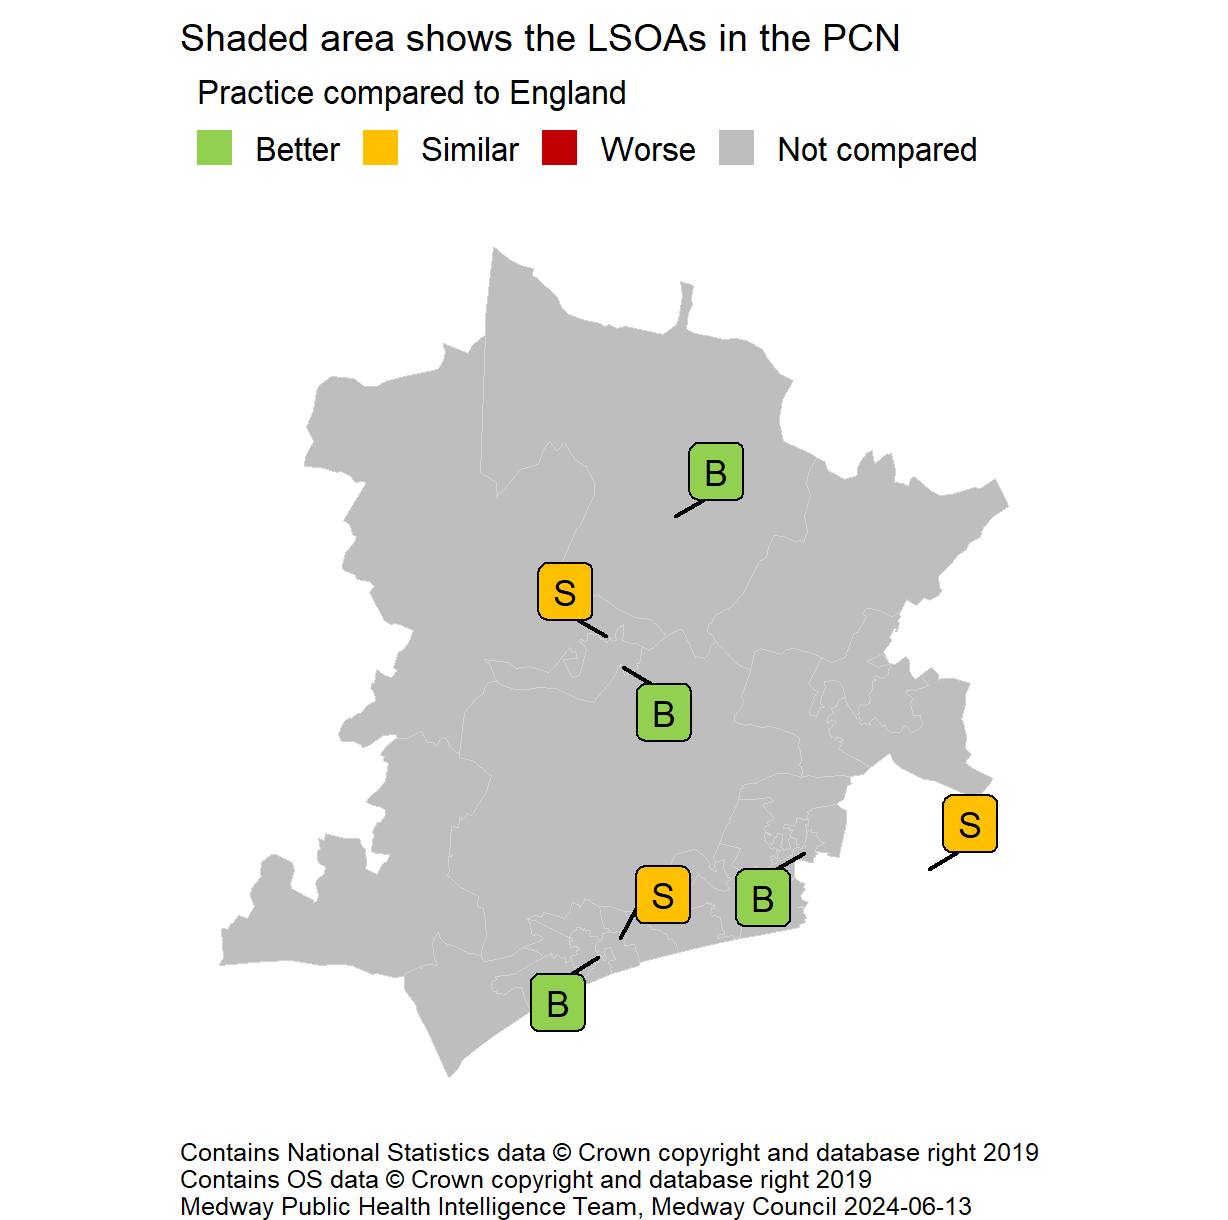 Shaded area shows the LSOAs in the PCN
Practice compared to England
Better Similar Worse Not compared
B
S
B
S
S
B
B
Contains National Statistics data © Crown copyright and database right 2019
Contains OS data © Crown copyright and database right 2019
Medway Public Health Intelligence Team, Medway Council 2024-06-13